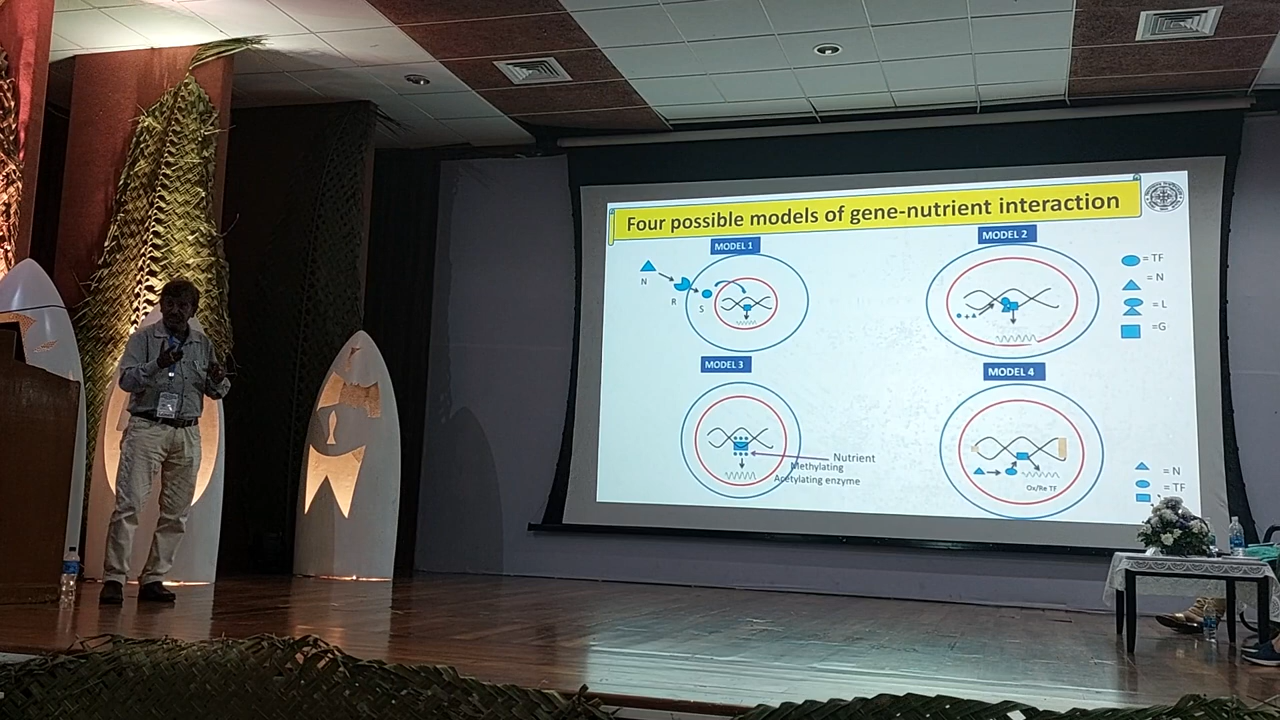 Four possible models of gene-nutrient interaction
MODEL 1
N
R
S
MODEL 2
= TF
= N
= L
=G
MODEL 3
Nutrient
Methylating
Acetylating enzyme
MODEL 4
Ox/Re TF
= N
= TF